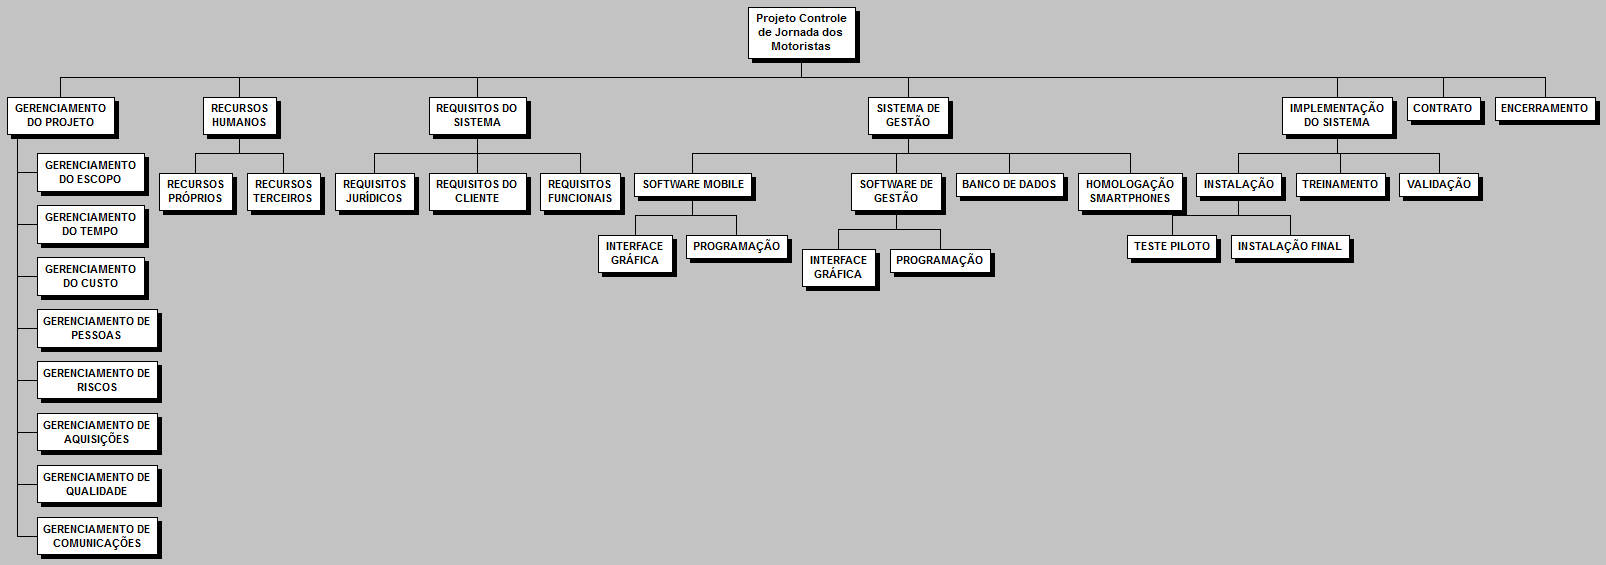 Projeto Controle
de Jornada dos
Motoristas
GERENCIAMENTO
DO PROJETO
RECURSOS
HUMANOS
REQUISITOS DO
SISTEMA
SISTEMA DE
GESTÃO
IMPLEMENTAÇÃO
DO SISTEMA
CONTRATO
ENCERRAMENTO
GERENCIAMENTO
DO ESCOPO
GERENCIAMENTO
DO TEMPO
GERENCIAMENTO
DO CUSTO
GERENCIAMENTO DE
PESSOAS
GERENCIAMENTO DE
RISCOS
GERENCIAMENTO DE
AQUISIÇÕES
GERENCIAMENTO DE
QUALIDADE
GERENCIAMENTO DE
COMUNICAÇÕES
RECURSOS
PRÓPRIOS
RECURSOS
TERCEIROS
REQUISITOS
JURÍDICOS
REQUISITOS DO
CLIENTE
REQUISITOS
FUNCIONAIS
SOFTWARE MOBILE
SOFTWARE DE
GESTÃO
BANCO DE DADOS
HOMOLOGAÇÃO
SMARTPHONES
INSTALAÇÃO
TREINAMENTO
VALIDAÇÃO
INTERFACE
GRÁFICA
PROGRAMAÇÃO
INTERFACE
GRÁFICA
PROGRAMAÇÃO
TESTE PILOTO
INSTALAÇÃO FINAL